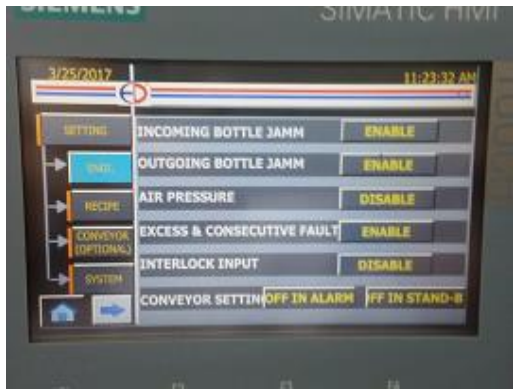 SIEMENS
SIMATIC HMI
TOUCH
3/25/2017
11:23:32 AM
SETTING
INCOMING BOTTLE JAMM ENABLE
OUTGOING BOTTLE JAMM ENABLE
RECIPE
AIR PRESSURE DISABLE
CONVEYOR
(OPTIONAL)
EXCESS & CONSECUTIVE FAULT ENABLE
SYSTEM
INTERLOCK INPUT DISABLE
CONVEYOR SETTIN OFF IN ALARM FF IN STAND-B